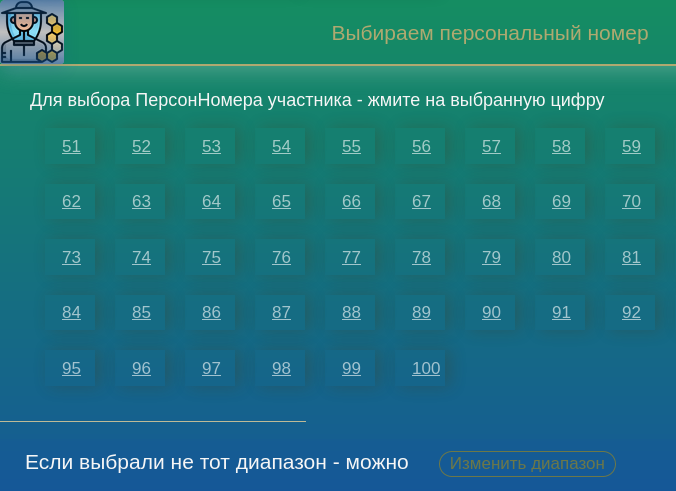 Выбираем персональный номер
Для выбора ПерсонНомера участника - жмите на выбранную цифру
51 52 53 54 55 56 57 58 59
62 63 64 65 66 67 68 69 70
73 74 75 76 77 78 79 80 81
84 85 86 87 88 89 90 91 92
95 96 97 98 99 100
Если выбрали не тот диапазон - можно Изменить диапазон